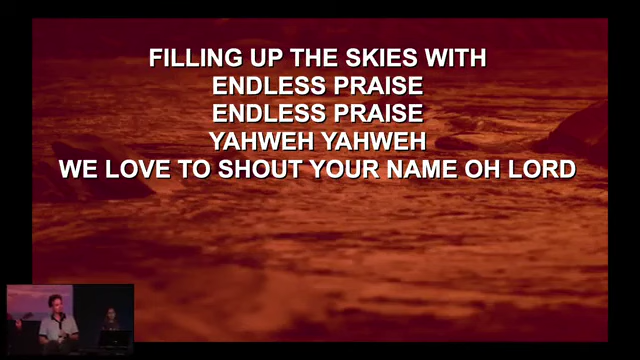 FILLING UP THE SKIES WITH
ENDLESS PRAISE
ENDLESS PRAISE
YAHWEH YAHWEH
WE LOVE TO SHOUT YOUR NAME OH LORD